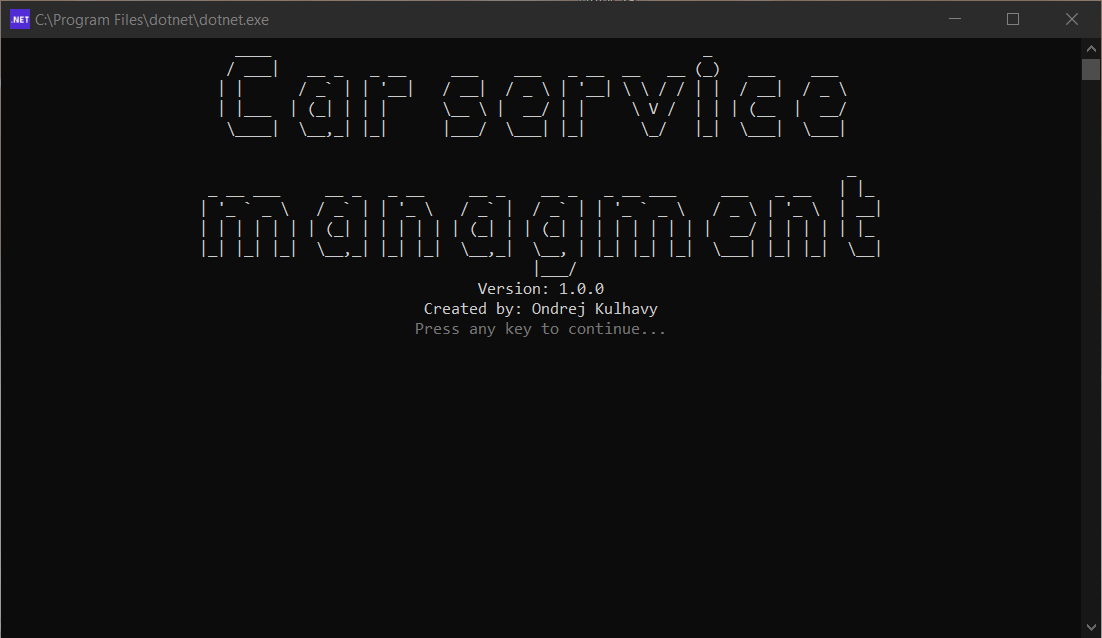 .NET C:\Program Files\dotnet\dotnet.exe
Car service
managment
Version: 1.0.0
Created by: Ondrej Kulhavy
Press any key to continue...